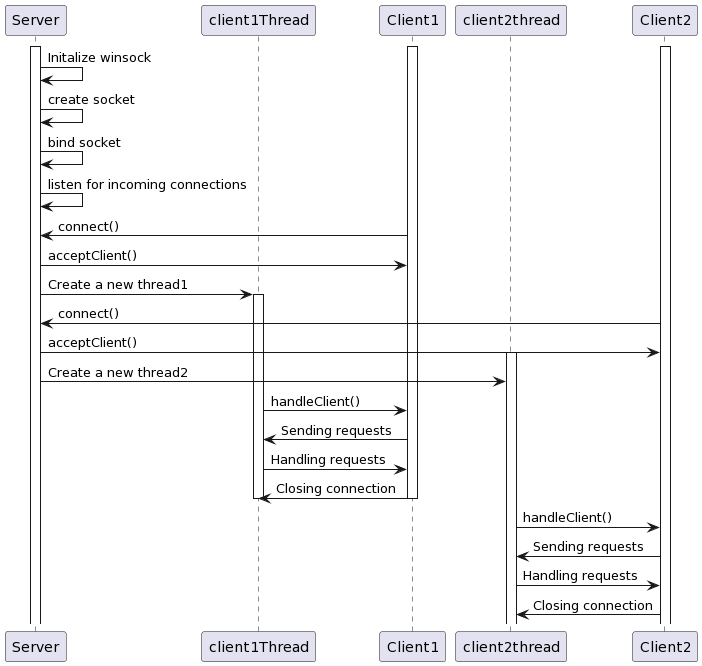 Server client1Thread Client1 client2thread Client2
Initalize winsock
create socket
bind socket
listen for incoming connections
connect()
acceptClient()
Create a new thread1
connect()
acceptClient()
Create a new thread2
handleClient()
Sending requests
Handling requests
Closing connection
handleClient()
Sending requests
Handling requests
Closing connection
Server client1Thread Client1 client2thread Client2